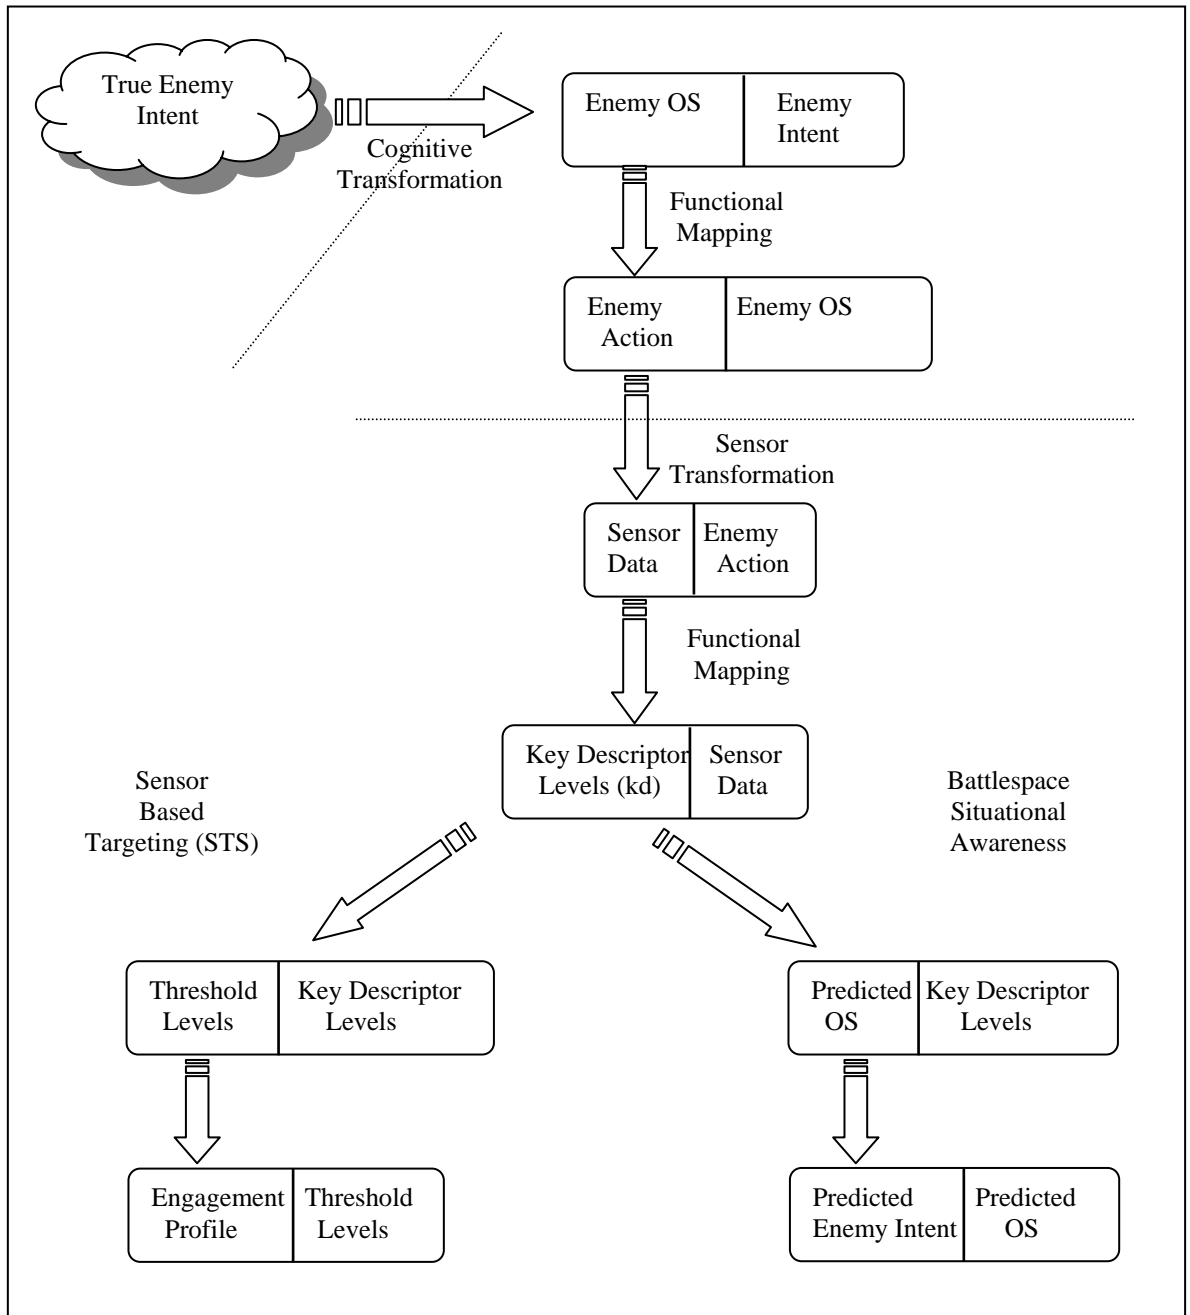 True Enemy
Intent
Cognitive
Transformation
Enemy OS
Enemy
Intent
Functional
Mapping
Enemy
Action
Enemy OS
Sensor
Transformation
Sensor
Data
Enemy
Action
Functional
Mapping
Key Descriptor
Levels (kd)
Sensor
Data
Sensor
Based
Targeting (STS)
Battlespace
Situational
Awareness
Threshold
Levels
Key Descriptor
Levels
Predicted
OS
Key Descriptor
Levels
Engagement
Profile
Threshold
Levels
Predicted
Enemy Intent
Predicted
OS